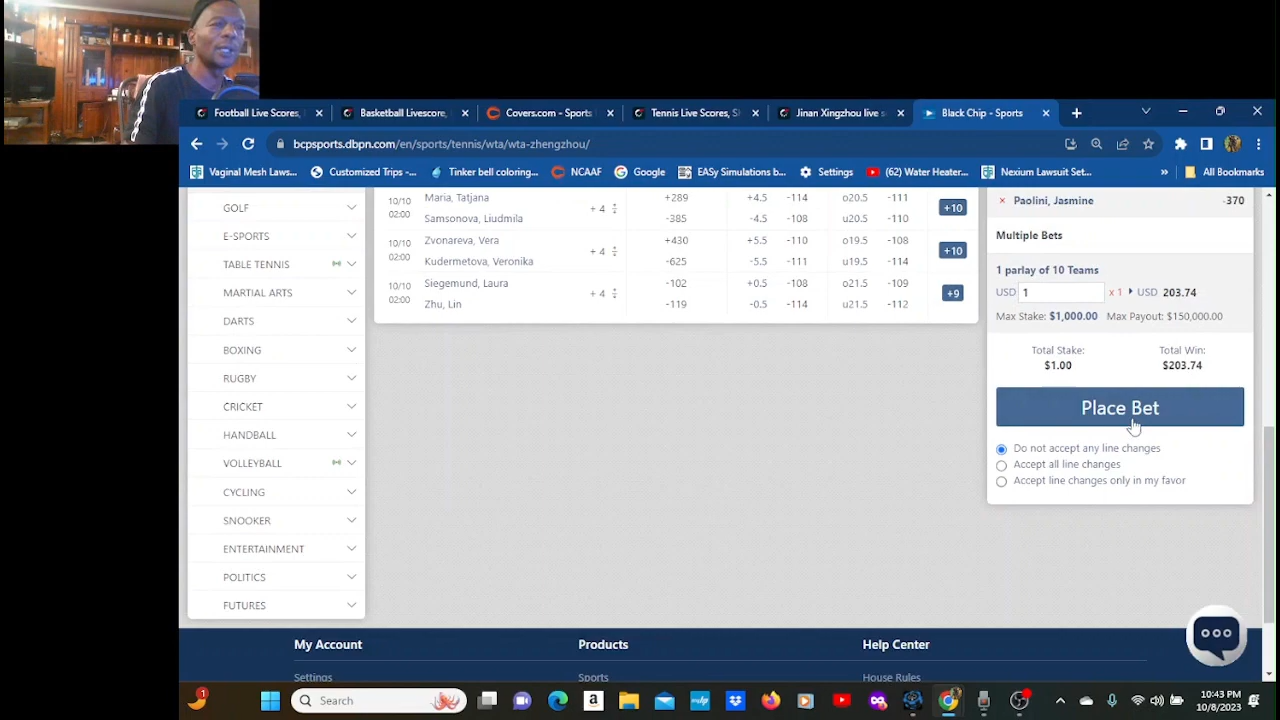 Football Live Scores,
Basketball Livescore,
Covers.com - Sports
Tennis Live Scores, S
Jinan Xingzhou live s
Black Chip - Sports
bcpsports.dbpn.com/en/sports/tennis/wta/wta-zhengzhou/
Vaginal Mesh Laws...
Customized Trips -...
Tinker bell coloring...
NCAAF
Google
EASy Simulations b...
Settings
(62) Water Heater...
Nexium Lawsuit Set...
»
All Bookmarks
GOLF
E-SPORTS
TABLE TENNIS
MARTIAL ARTS
DARTS
BOXING
RUGBY
CRICKET
HANDBALL
VOLLEYBALL
CYCLING
SNOOKER
ENTERTAINMENT
POLITICS
FUTURES
10/10 Maria, Tatjana +289 +4.5 -114 o20.5 -111
02:00 + 4 +10
Samsonova, Liudmila -385 -4.5 -108 u20.5 -110
10/10 Zvonareva, Vera +430 +5.5 -110 o19.5 -108
02:00 + 4 +10
Kudermetova, Veronika -625 -5.5 -111 u19.5 -114
10/10 Siegemund, Laura -102 +0.5 -108 o21.5 -109
02:00 + 4 +9
Zhu, Lin -119 -0.5 -114 u21.5 -112
× Paolini, Jasmine -370
Multiple Bets
1 parlay of 10 Teams
USD 1 x 1 USD 203.74
Max Stake: $1,000.00 Max Payout: $150,000.00
Total Stake: Total Win:
$1.00 $203.74
Place Bet
Do not accept any line changes
Accept all line changes
Accept line changes only in my favor
My Account Products Help Center
Settings Sports House Rules
1
Search
10:43 PM
10/8/2023